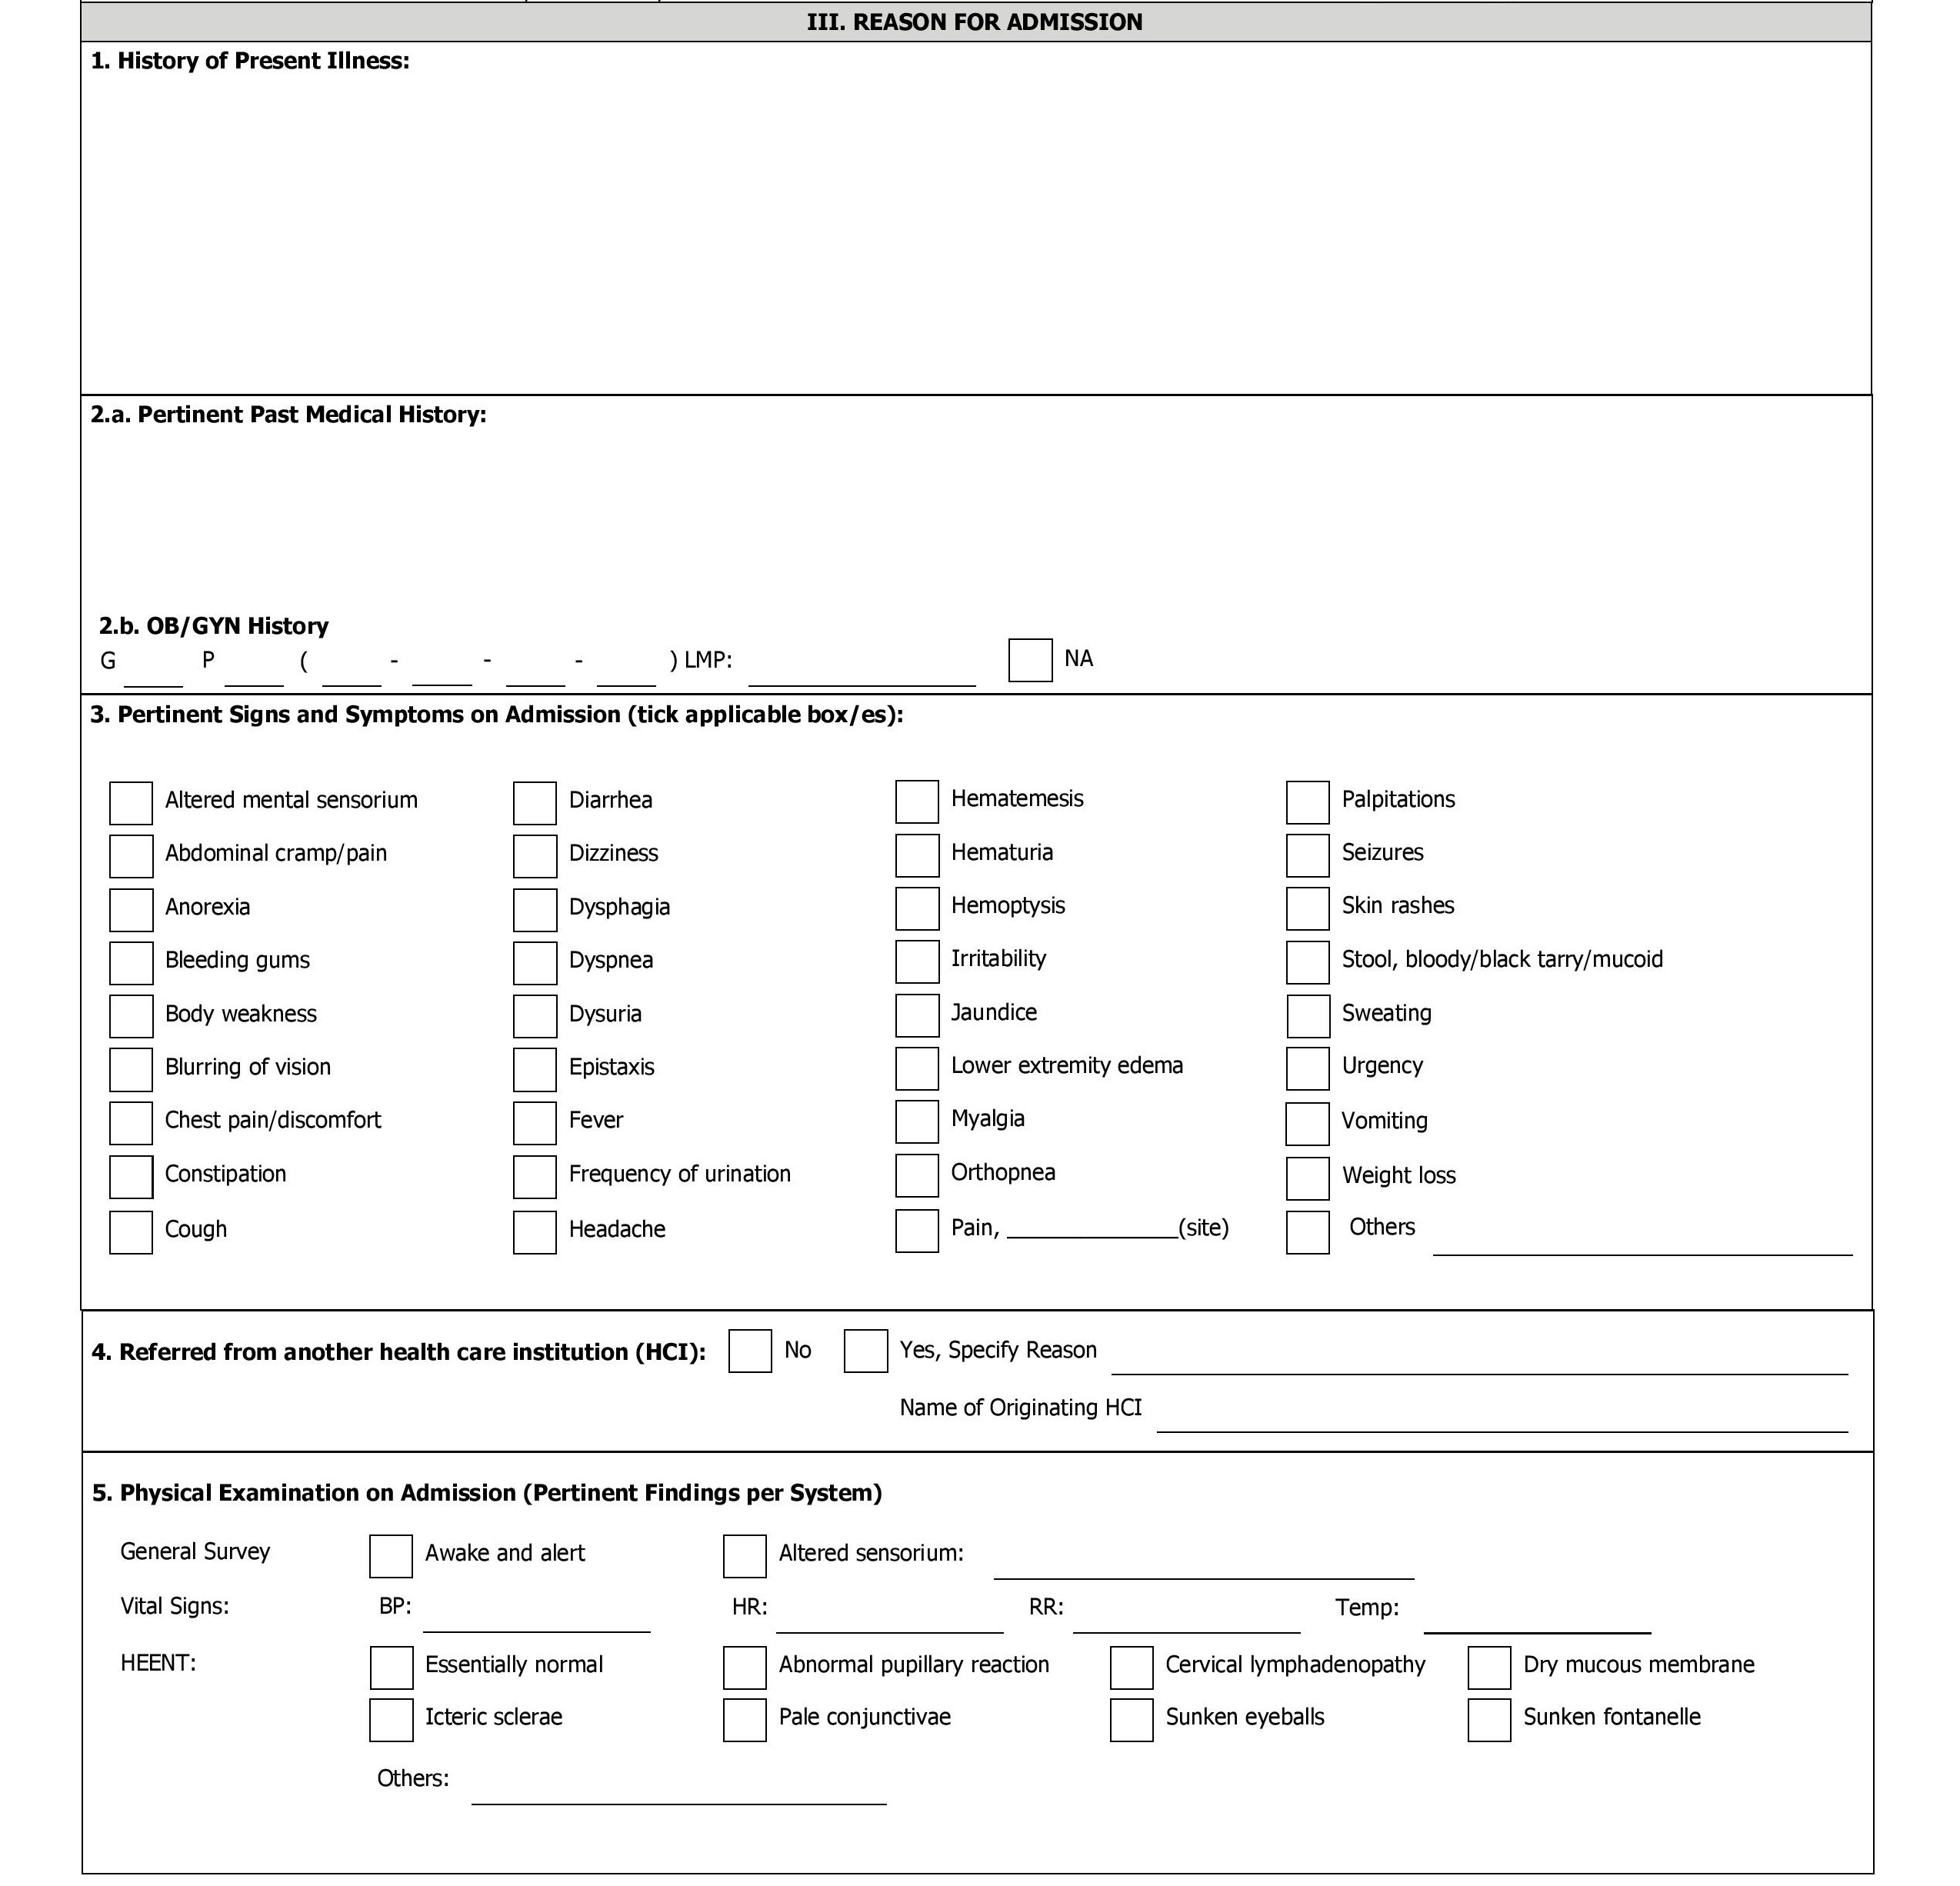 III. REASON FOR ADMISSION
1. History of Present Illness:
2.a. Pertinent Past Medical History:
2.b. OB/GYN History
G ____ P ____ ( ____ - ____ - ____ - ____ ) LMP: ____________ NA
3. Pertinent Signs and Symptoms on Admission (tick applicable box/es):
Altered mental sensorium Diarrhea Hematemesis Palpitations
Abdominal cramp/pain Dizziness Hematuria Seizures
Anorexia Dysphagia Hemoptysis Skin rashes
Bleeding gums Dyspnea Irritability Stool, bloody/black tarry/mucoid
Body weakness Dysuria Jaundice Sweating
Blurring of vision Epistaxis Lower extremity edema Urgency
Chest pain/discomfort Fever Myalgia Vomiting
Constipation Frequency of urination Orthopnea Weight loss
Cough Headache Pain, ____________(site) Others ____________
4. Referred from another health care institution (HCI): No Yes, Specify Reason ____________
Name of Originating HCI ____________
5. Physical Examination on Admission (Pertinent Findings per System)
General Survey Awake and alert Altered sensorium: ____________
Vital Signs: BP: ____________ HR: ____________ RR: ____________ Temp: ____________
HEENT: Essentially normal Abnormal pupillary reaction Cervical lymphadenopathy Dry mucous membrane
Icteric sclerae Pale conjunctivae Sunken eyeballs Sunken fontanelle
Others: ____________